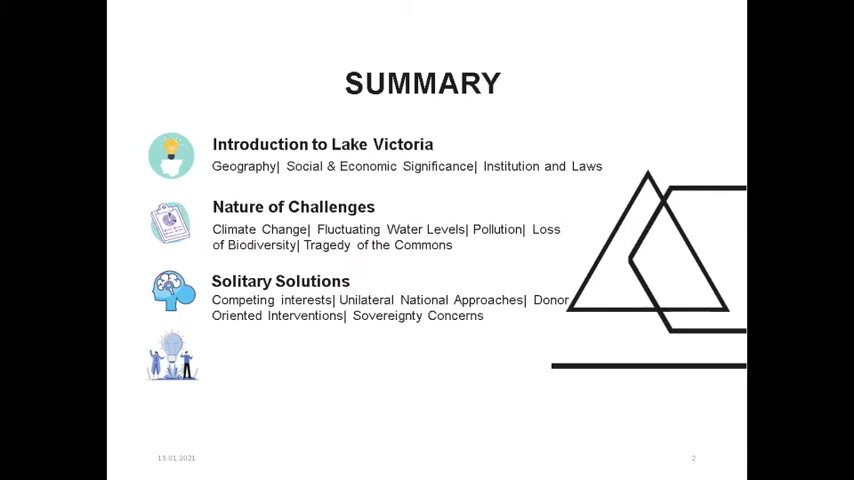 SUMMARY
Introduction to Lake Victoria
Geography| Social & Economic Significance| Institution and Laws
Nature of Challenges
Climate Change| Fluctuating Water Levels| Pollution| Loss
of Biodiversity| Tragedy of the Commons
Solitary Solutions
Competing interests| Unilateral National Approaches| Donor
Oriented Interventions| Sovereignty Concerns
13.01.2021
2